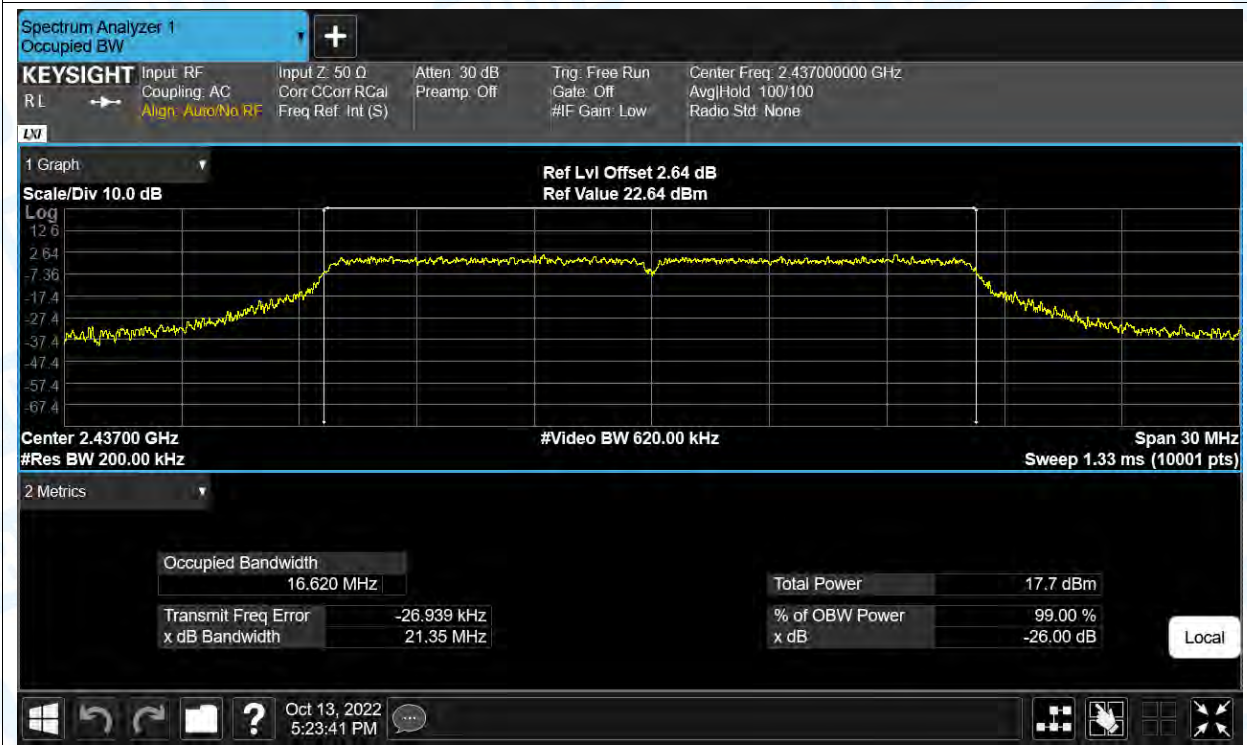 Spectrum Analyzer 1
Occupied BW
KEYSIGHT
R L
LXI
Input: RF
Coupling: AC
Align: Auto/No RF
Input Z: 50 Ω
Corr CCorr RCal
Freq Ref: Int (S)
Atten: 30 dB
Preamp: Off
Trig: Free Run
Gate: Off
#IF Gain: Low
Center Freq: 2.437000000 GHz
Avg|Hold: 100/100
Radio Std: None
1 Graph
Scale/Div 10.0 dB
Ref Lvl Offset 2.64 dB
Ref Value 22.64 dBm
Log
12.6
2.64
-7.36
-17.4
-27.4
-37.4
-47.4
-57.4
-67.4
Center 2.43700 GHz
#Video BW 620.00 kHz
Span 30 MHz
#Res BW 200.00 kHz
Sweep 1.33 ms (10001 pts)
2 Metrics
Occupied Bandwidth
16.620 MHz
Total Power 17.7 dBm
Transmit Freq Error -26.939 kHz
% of OBW Power 99.00 %
x dB Bandwidth 21.35 MHz
x dB -26.00 dB
Local
?
Oct 13, 2022
5:23:41 PM